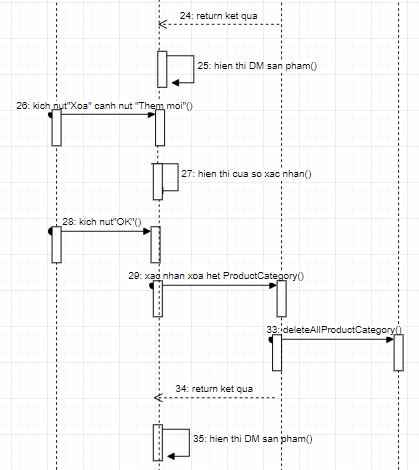 24: return ket qua
25: hien thi DM san pham()
26: kich nut"Xoa" canh nut "Them moi"()
27: hien thi cua so xac nhan()
28: kich nut"OK"()
29: xac nhan xoa het ProductCategory()
33: deleteAllProductCategory()
34: return ket qua
35: hien thi DM san pham()